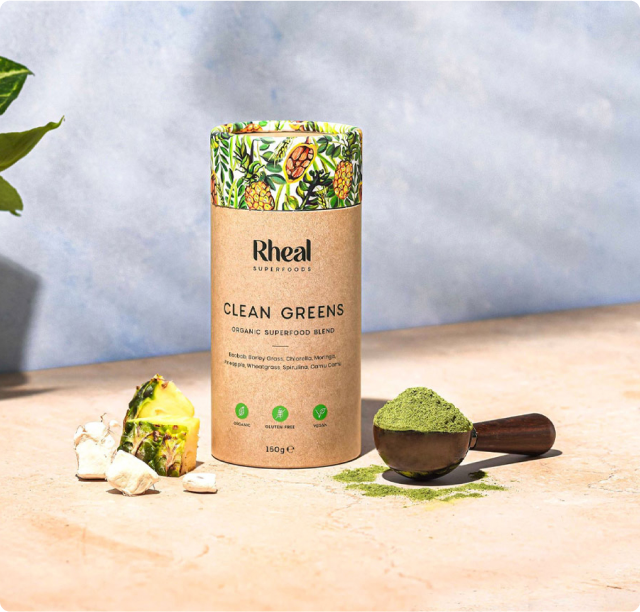 Rheal
SUPERFOODS
CLEAN GREENS
ORGANIC SUPERFOOD BLEND
Baobab, Barley Grass, Chlorella, Moringa,
Pineapple, Wheatgrass, Spirulina, Camu Camu
ORGANIC GLUTEN-FREE VEGAN
150g ℮